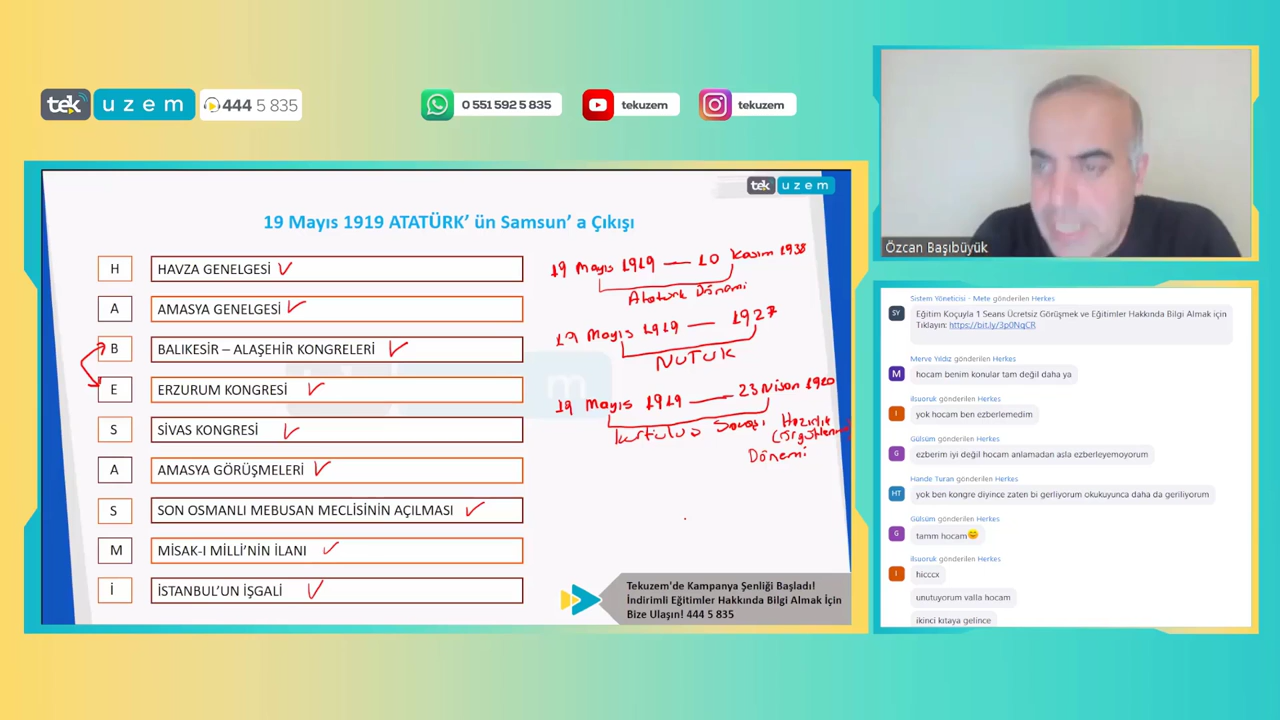 tek uzem 444 5 835
0 551 592 5 835
tekuzem
tekuzem
tek uzem
19 Mayıs 1919 ATATÜRK’ ün Samsun’ a Çıkışı
H HAVZA GENELGESİ
A AMASYA GENELGESİ
B BALIKESİR – ALAŞEHİR KONGRELERİ
E ERZURUM KONGRESİ
S SİVAS KONGRESİ
A AMASYA GÖRÜŞMELERİ
S SON OSMANLI MEBUSAN MECLİSİNİN AÇILMASI
M MİSAK-I MİLLİ’NİN İLANI
İ İSTANBUL’UN İŞGALİ
19 Mayıs 1919 — 10 Kasım 1938
Atatürk Dönemi
19 Mayıs 1919 — 1927
NUTUK
19 Mayıs 1919 — 23 Nisan 1920
Kurtuluş Savaşı Hazırlık
(Örgütlenme)
Dönemi
Tekuzem'de Kampanya Şenliği Başladı!
İndirimli Eğitimler Hakkında Bilgi Almak İçin
Bize Ulaşın! 444 5 835
Özcan Başıbüyük
Sistem Yöneticisi - Mete gönderilen Herkes
SY Eğitim Koçuyla 1 Seans Ücretsiz Görüşmek ve Eğitimler Hakkında Bilgi Almak için
Tıklayın: https://bit.ly/3p0NqCR
Merve Yıldız gönderilen Herkes
M hocam benim konular tam değil daha ya
ilsuoruk gönderilen Herkes
I yok hocam ben ezberlemedim
Gülsüm gönderilen Herkes
G ezberim iyi değil hocam anlamadan asla ezberleyemoyorum
Hande Turan gönderilen Herkes
HT yok ben kongre diyince zaten bi gerliyorum okukuyunca daha da geriliyorum
Gülsüm gönderilen Herkes
G tamm hocam😊
ilsuoruk gönderilen Herkes
I hicccx
unutuyorum valla hocam
ikinci kıtaya gelince